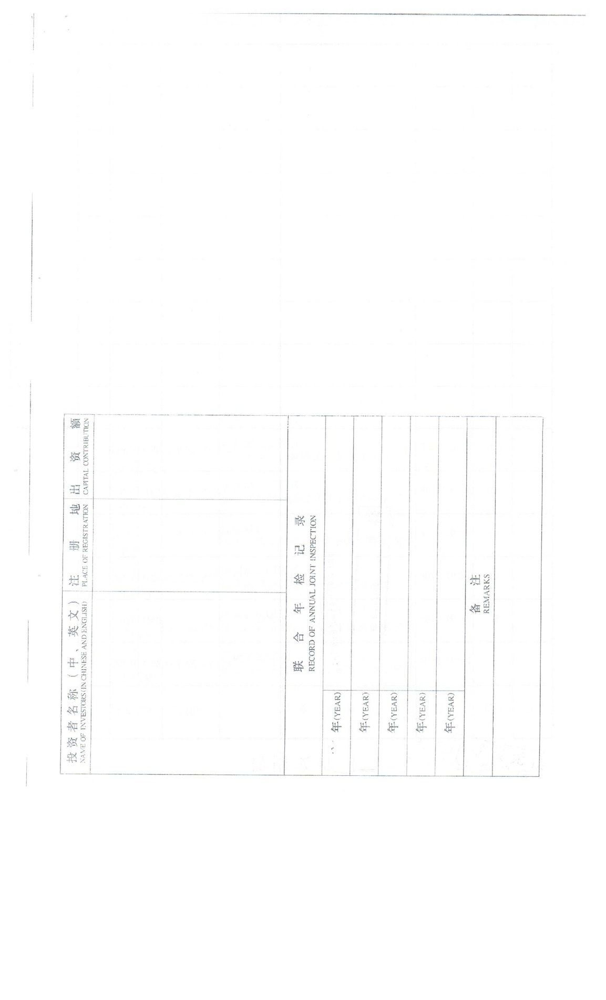 投资者名称(中、英文)
NAME OF INVESTORS(IN CHINESE AND ENGLISH)
注册地
PLACE OF REGISTRATION
出资额
CAPITAL CONTRIBUTION
联合年检记录
RECORD OF ANNUAL JOINT INSPECTION
年(YEAR)
年(YEAR)
年(YEAR)
年(YEAR)
年(YEAR)
备注
REMARKS